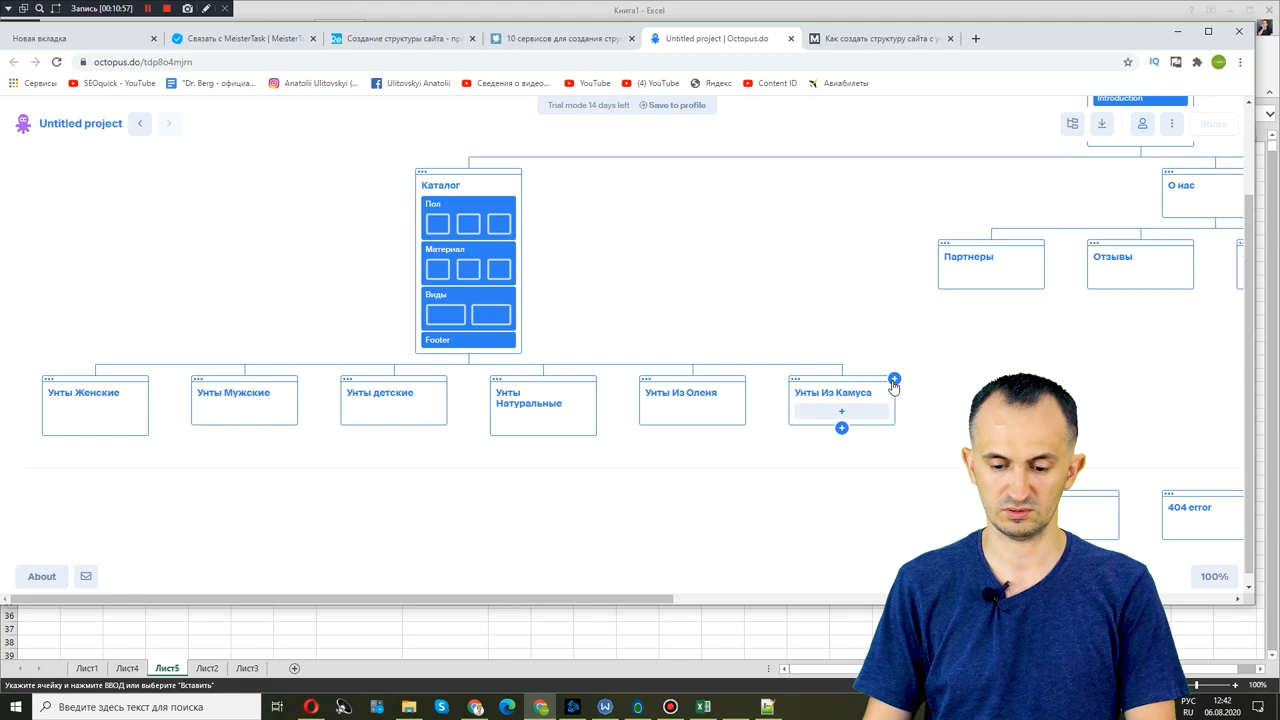 Запись [00:10:57]
Книга1 - Excel
Новая вкладка
Связать с MeisterTask | MeisterT
Создание структуры сайта - пр
10 сервисов для создания струк
Untitled project | Octopus.do
Как создать структуру сайта с у
octopus.do/tdp8o4mjrn
Сервисы
SEOquick - YouTube
"Dr. Berg - официа...
Anatolii Ulitovskyi (...
Ulitovskyi Anatolii
Сведения о видео...
YouTube
(4) YouTube
Яндекс
Content ID
Авиабилеты
Trial mode 14 days left
Save to profile
Introduction
Untitled project
Share
Каталог
О нас
Пол
Материал
Партнеры
Отзывы
Виды
Footer
Унты Женские
Унты Мужские
Унты детские
Унты Натуральные
Унты Из Оленя
Унты Из Камуса
404 error
About
100%
36
37
38
39
Лист1
Лист4
Лист5
Лист2
Лист3
Укажите ячейку и нажмите ВВОД или выберите "Вставить"
100%
Введите здесь текст для поиска
РУС
RU
12:42
06.08.2020